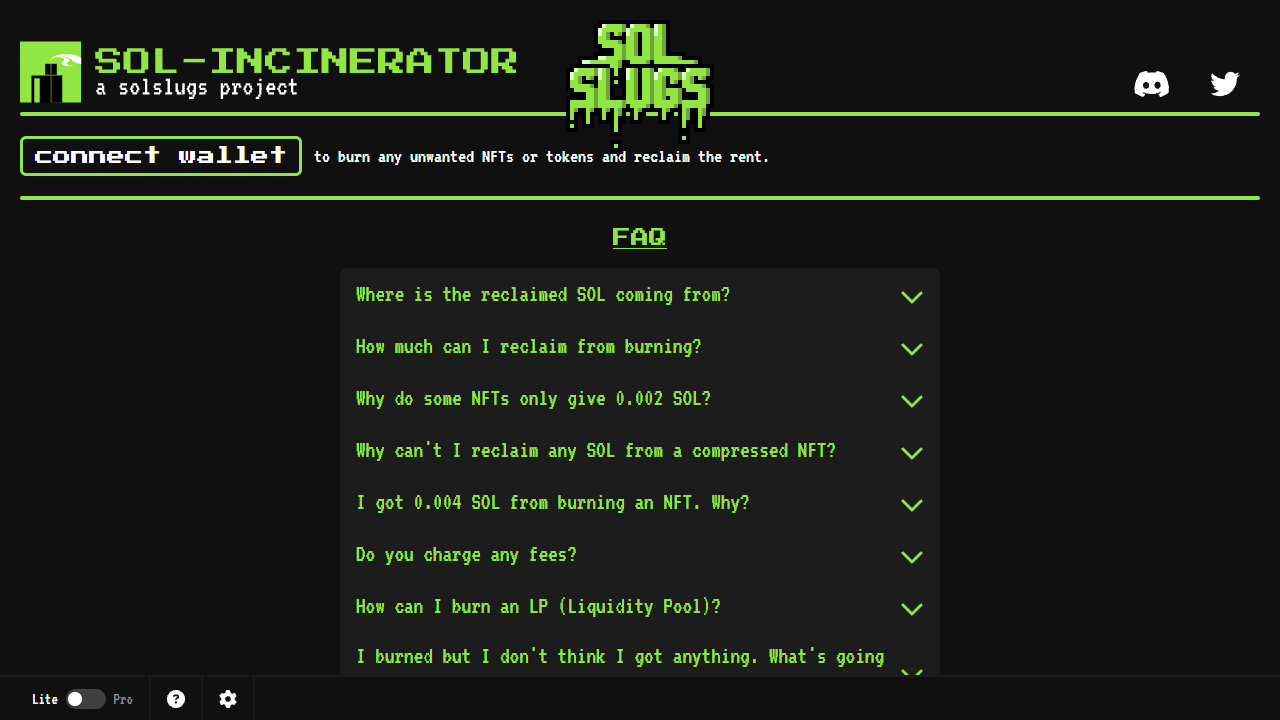 SOL-INCINERATOR
a solslugs project
SOL
SLUGS
connect wallet to burn any unwanted NFTs or tokens and reclaim the rent.
FAQ
Where is the reclaimed SOL coming from?
How much can I reclaim from burning?
Why do some NFTs only give 0.002 SOL?
Why can't I reclaim any SOL from a compressed NFT?
I got 0.004 SOL from burning an NFT. Why?
Do you charge any fees?
How can I burn an LP (Liquidity Pool)?
I burned but I don't think I got anything. What's going
Lite Pro ?